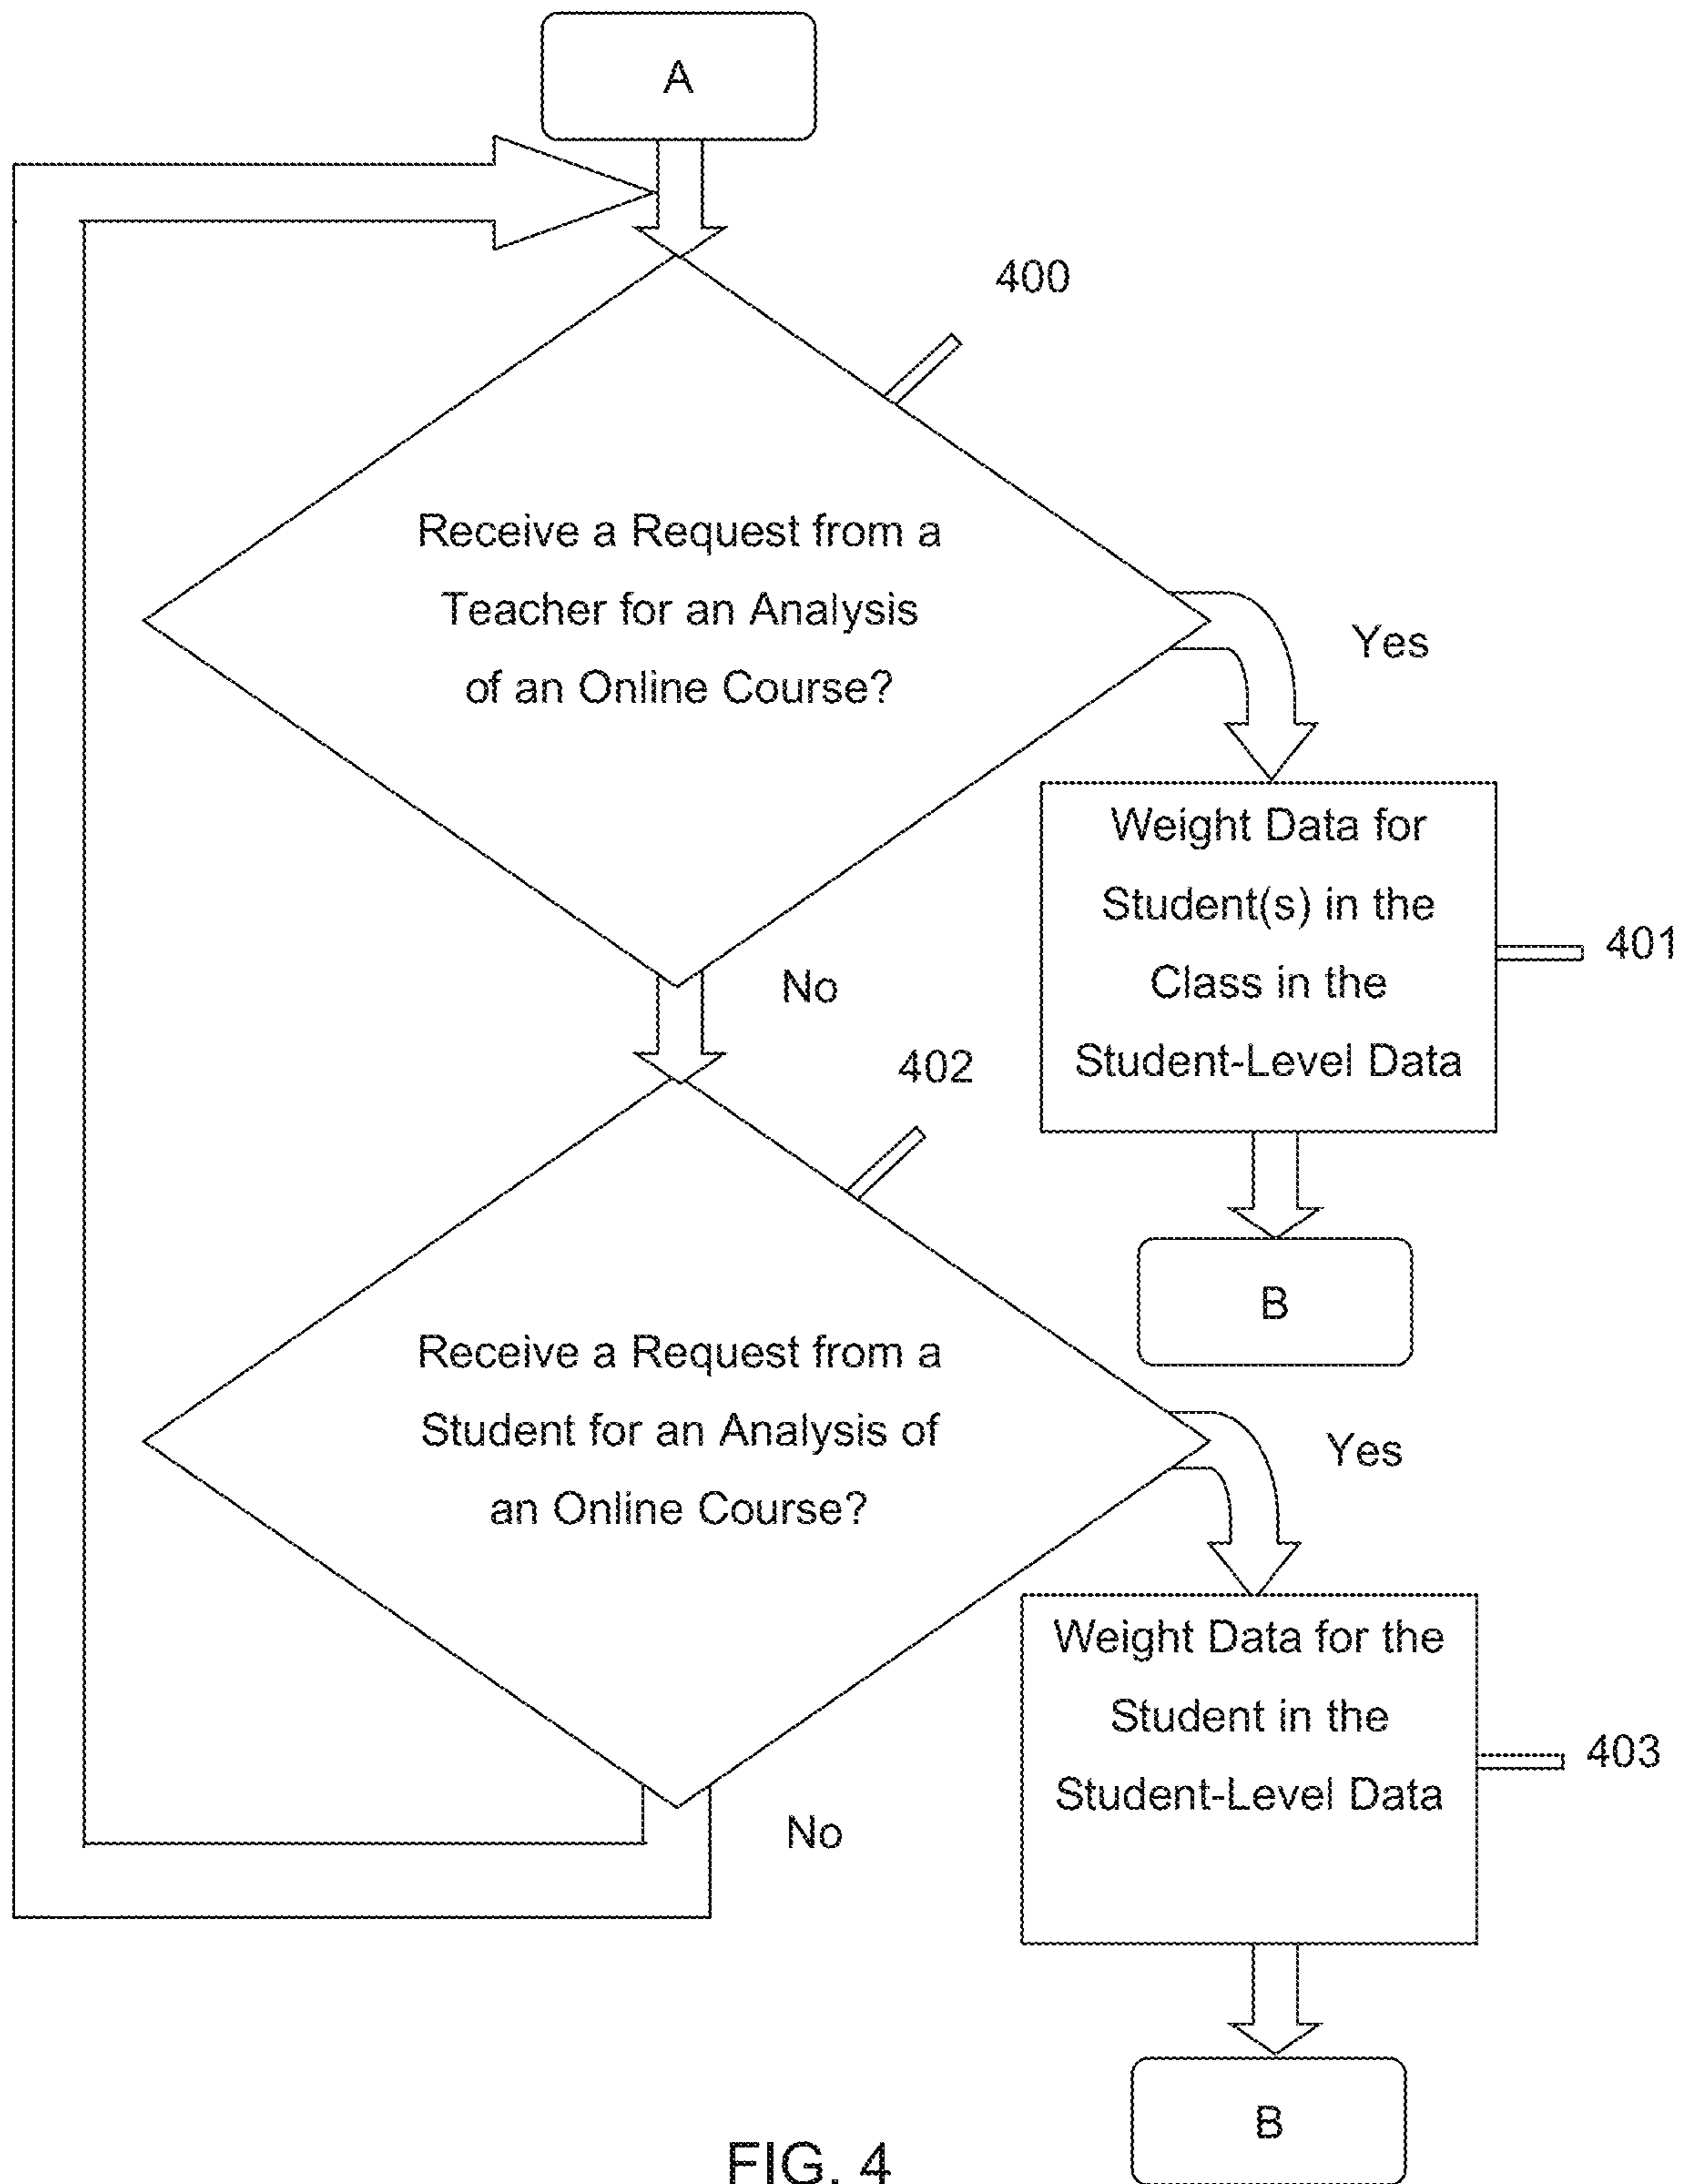 A
400
Receive a Request from a
Teacher for an Analysis
of an Online Course?
Yes
Weight Data for
Student(s) in the
Class in the
Student-Level Data
401
No
B
402
Receive a Request from a
Student for an Analysis of
an Online Course?
Yes
Weight Data for the
Student in the
Student-Level Data
403
No
B
FIG. 4